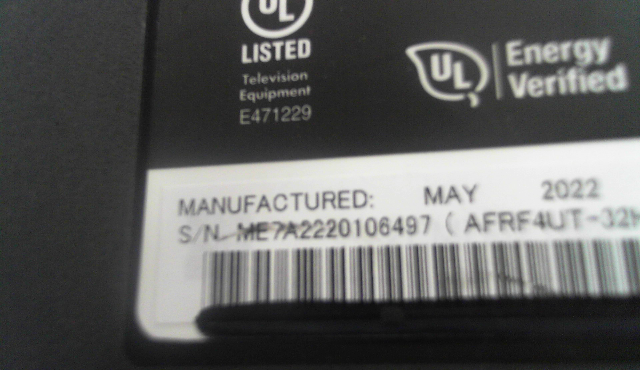 UL
LISTED
Television
Equipment
E471229
UL
Energy
Verified
MANUFACTURED: MAY 2022
S/N ME7A2220106497 ( AFRF4UT-32